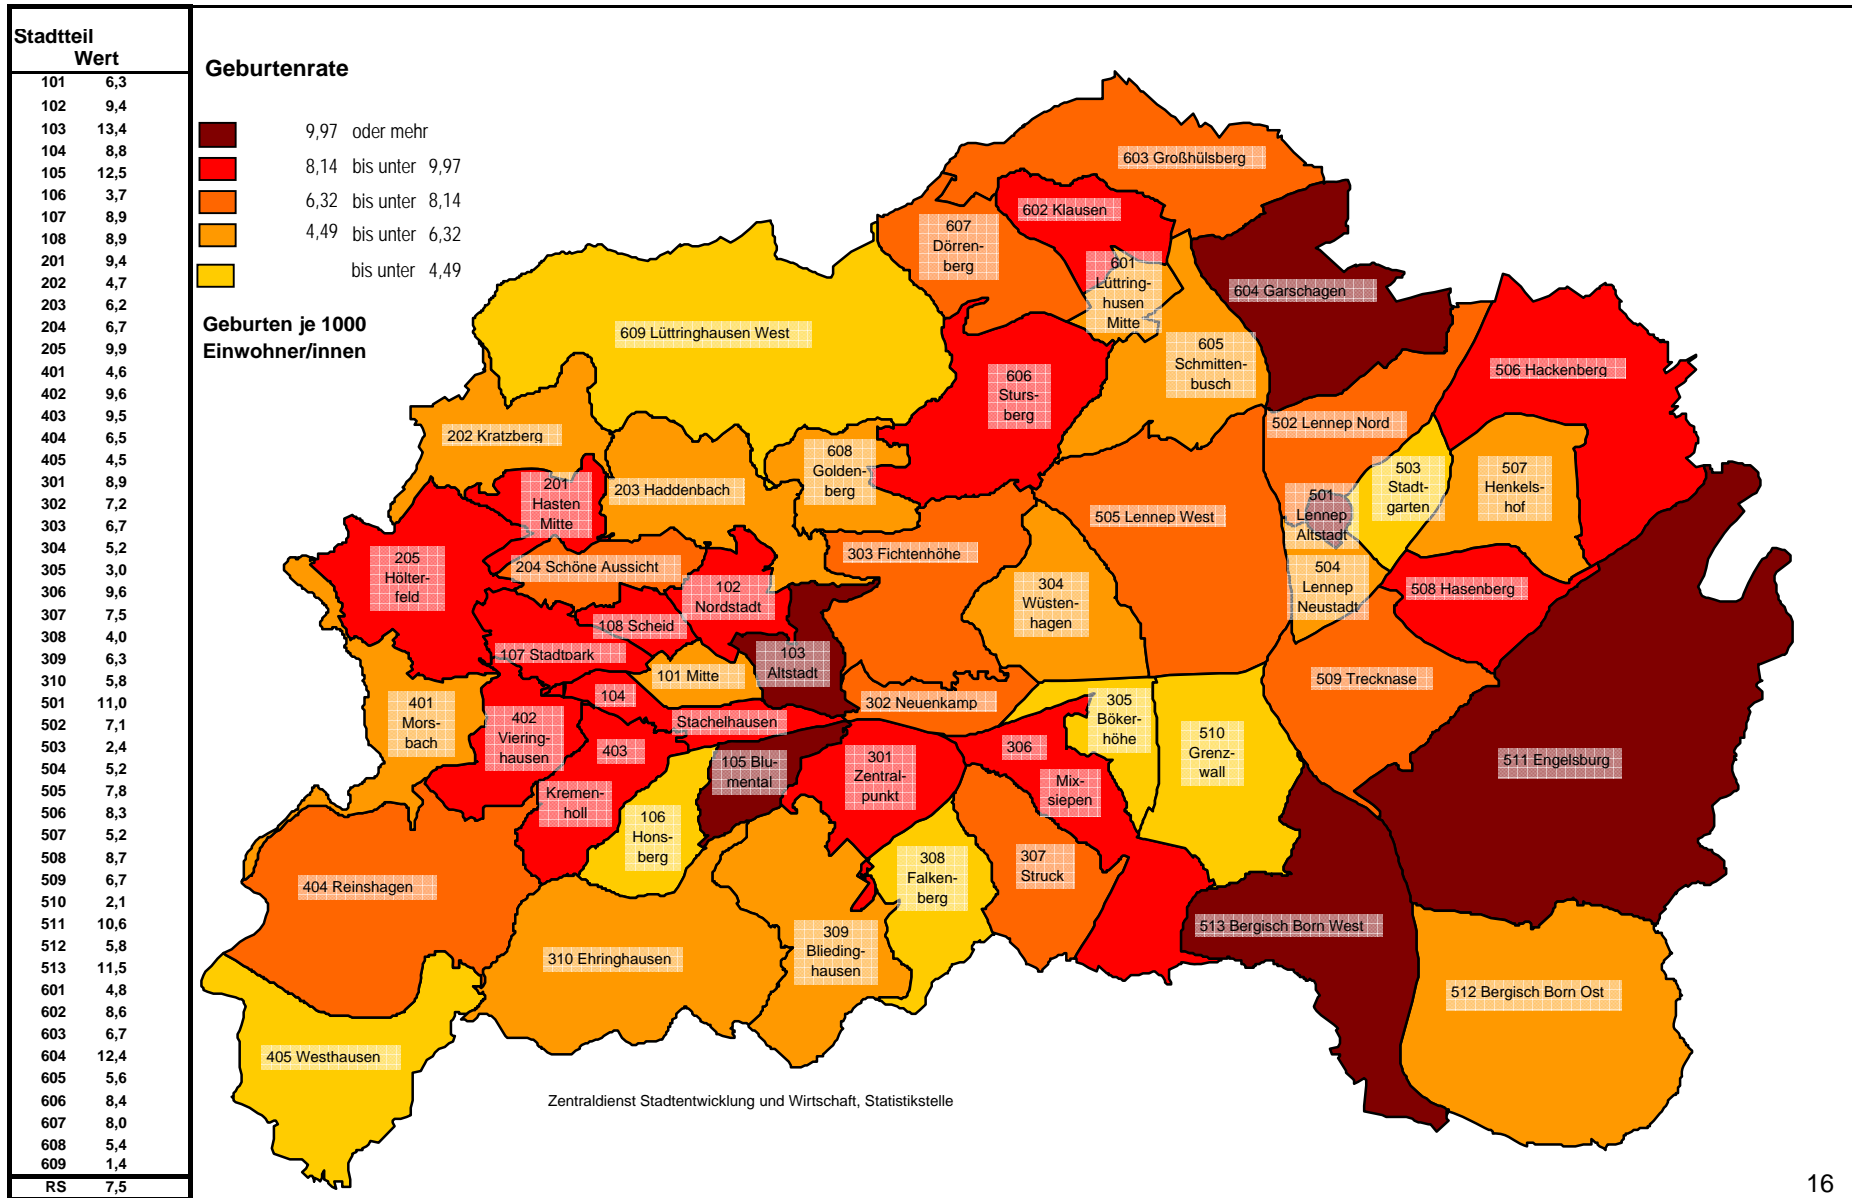 Stadtteil
Wert
101 6,3
102 9,4
103 13,4
104 8,8
105 12,5
106 3,7
107 8,9
108 8,9
201 9,4
202 4,7
203 6,2
204 6,7
205 9,9
401 4,6
402 9,6
403 9,5
404 6,5
405 4,5
301 8,9
302 7,2
303 6,7
304 5,2
305 3,0
306 9,6
307 7,5
308 4,0
309 6,3
310 5,8
501 11,0
502 7,1
503 2,4
504 5,2
505 7,8
506 8,3
507 5,2
508 8,7
509 6,7
510 2,1
511 10,6
512 5,8
513 11,5
601 4,8
602 8,6
603 6,7
604 12,4
605 5,6
606 8,4
607 8,0
608 5,4
609 1,4
RS 7,5
Geburtenrate
9,97 oder mehr
8,14 bis unter 9,97
6,32 bis unter 8,14
4,49 bis unter 6,32
bis unter 4,49
Geburten je 1000
Einwohner/innen
603 Großhülsberg
602 Klausen
607
Dörren-
berg
601
Lüttring-
husen
Mitte
604 Garschagen
609 Lüttringhausen West
605
Schmitten-
busch
606
Sturs-
berg
506 Hackenberg
502 Lennep Nord
202 Kratzberg
608
Golden-
berg
503
Stadt-
garten
507
Henkels-
hof
201
Hasten
Mitte
203 Haddenbach
501
Lennep
Altstadt
505 Lennep West
303 Fichtenhöhe
205
Hölter-
feld
204 Schöne Aussicht
304
Wüsten-
hagen
504
Lennep
Neustadt
102
Nordstadt
508 Hasenberg
108 Scheid
107 Stadtpark
103
Altstadt
101 Mitte
509 Trecknase
104
Stachelhausen
302 Neuenkamp
305
Böker-
höhe
401
Mors-
bach
402
Viering-
hausen
403
Kremen-
holl
510
Grenz-
wall
306
Mix-
siepen
301
Zentral-
punkt
105 Blu-
mental
511 Engelsburg
106
Hons-
berg
308
Falken-
berg
307
Struck
404 Reinshagen
513 Bergisch Born West
309
Blieding-
hausen
310 Ehringhausen
512 Bergisch Born Ost
405 Westhausen
Zentraldienst Stadtentwicklung und Wirtschaft, Statistikstelle
16